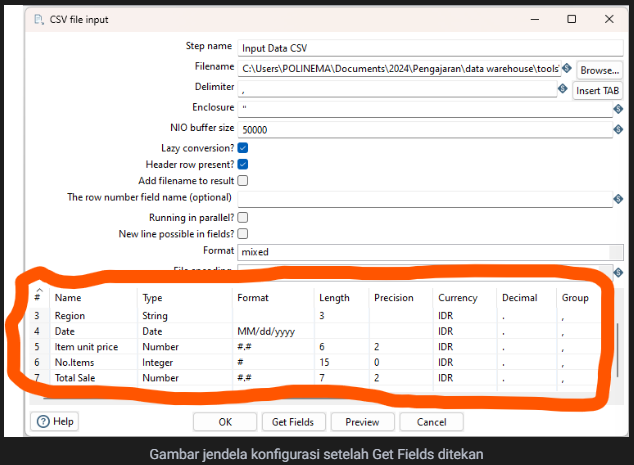 CSV file input
Step name Input Data CSV
Filename C:\Users\POLINEMA\Documents\2024\Pengajaran\data warehouse\tools Browse...
Delimiter , Insert TAB
Enclosure "
NIO buffer size 50000
Lazy conversion?
Header row present?
Add filename to result
The row number field name (optional)
Running in parallel?
New line possible in fields?
Format mixed
# Name Type Format Length Precision Currency Decimal Group
3 Region String 3 IDR . ,
4 Date Date MM/dd/yyyy IDR . ,
5 Item unit price Number #.# 6 2 IDR . ,
6 No.Items Integer # 15 0 IDR . ,
7 Total Sale Number #.# 7 2 IDR . ,
Help OK Get Fields Preview Cancel
Gambar jendela konfigurasi setelah Get Fields ditekan